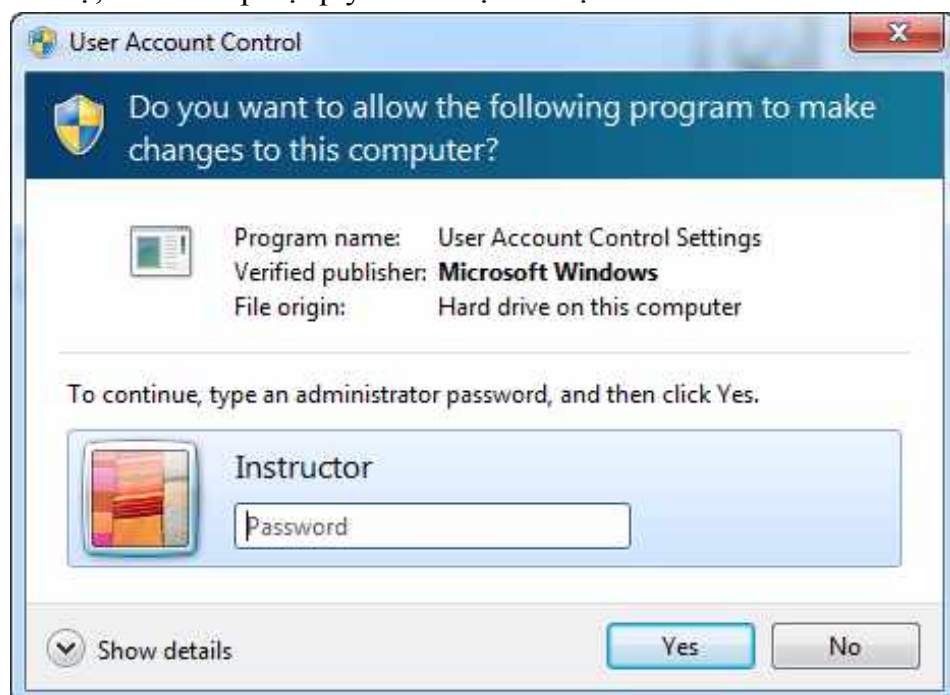 User Account Control
Do you want to allow the following program to make
changes to this computer?
Program name: User Account Control Settings
Verified publisher: Microsoft Windows
File origin: Hard drive on this computer
To continue, type an administrator password, and then click Yes.
Instructor
Password
Show details
Yes No